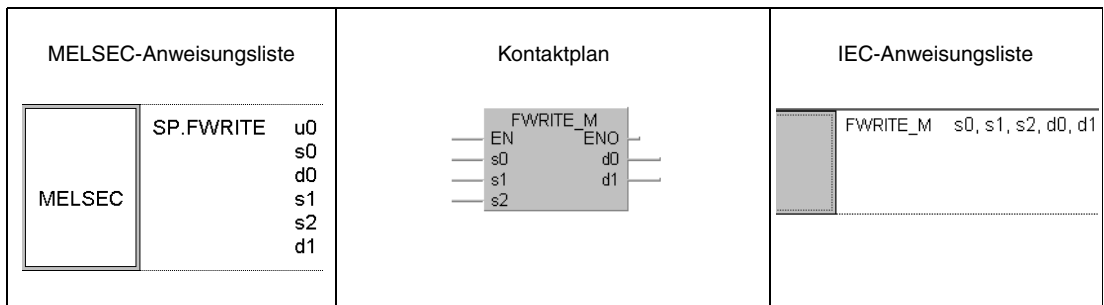 MELSEC-Anweisungsliste
MELSEC
SP.FWRITE u0
s0
d0
s1
s2
d1
Kontaktplan
FWRITE_M
EN ENO
s0 d0
s1 d1
s2
IEC-Anweisungsliste
FWRITE_M s0, s1, s2, d0, d1